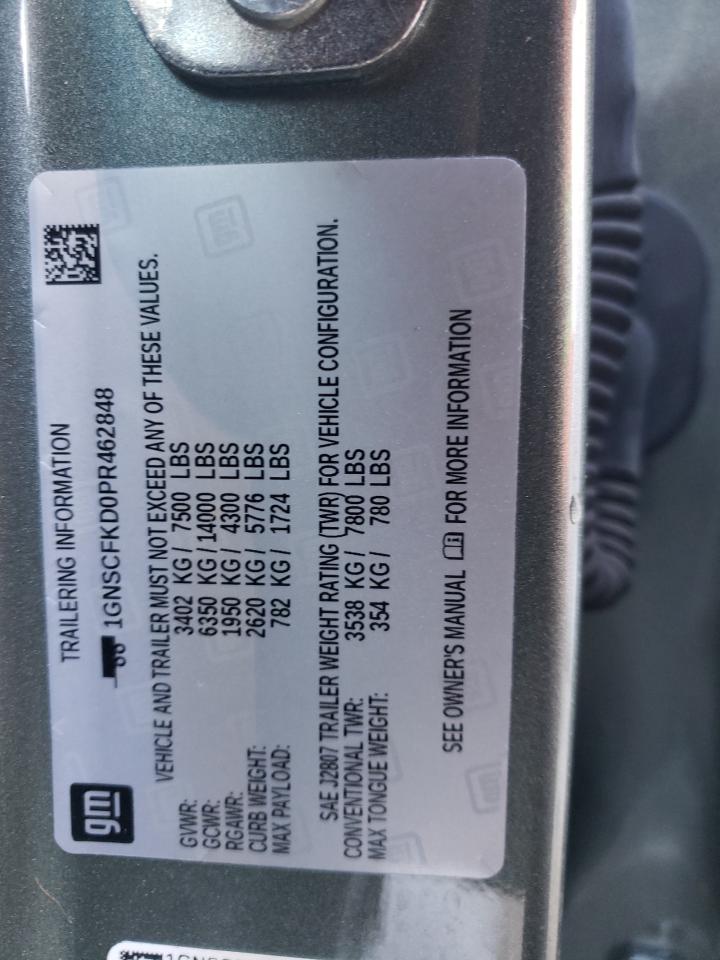 gm
TRAILERING INFORMATION
1GNSCFKD0PR462848
VEHICLE AND TRAILER MUST NOT EXCEED ANY OF THESE VALUES.
GVWR: 3402 KG / 7500 LBS
GCWR: 6350 KG / 14000 LBS
RGAWR: 1950 KG / 4300 LBS
CURB WEIGHT: 2620 KG / 5776 LBS
MAX PAYLOAD: 782 KG / 1724 LBS
SAE J2807 TRAILER WEIGHT RATING (TWR) FOR VEHICLE CONFIGURATION.
CONVENTIONAL TWR: 3538 KG / 7800 LBS
MAX TONGUE WEIGHT: 354 KG / 780 LBS
SEE OWNER'S MANUAL FOR MORE INFORMATION